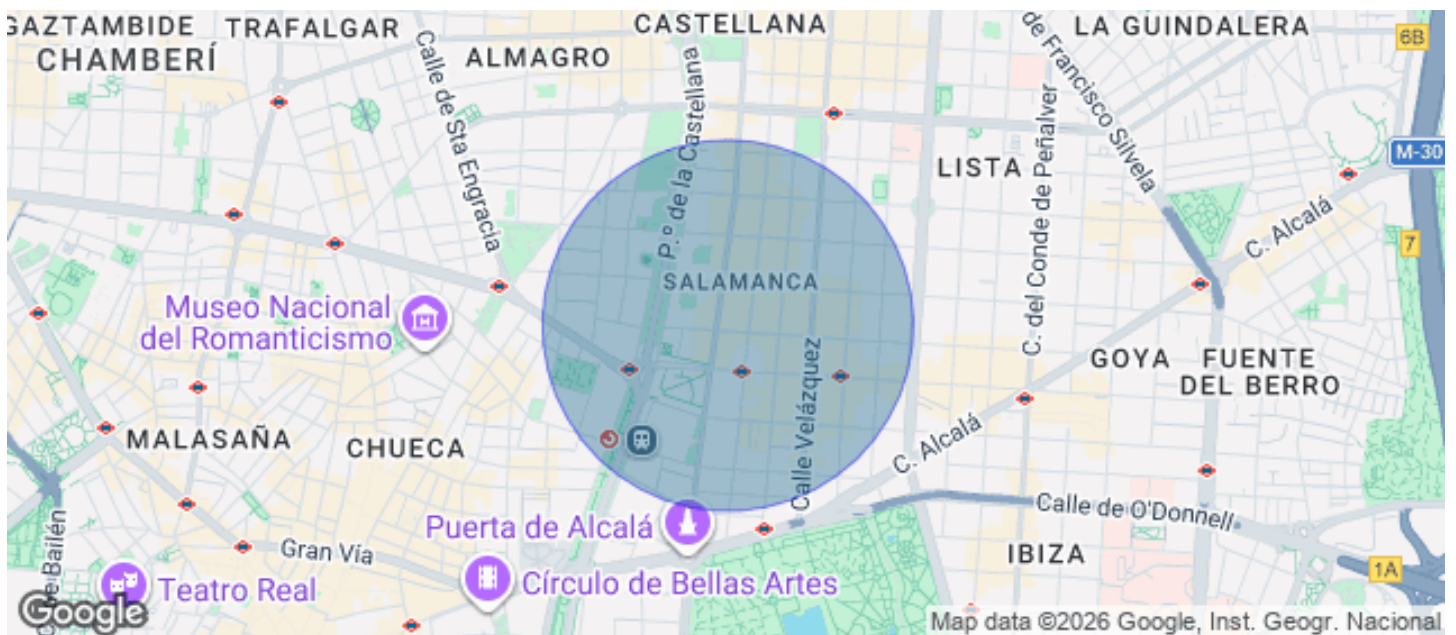 GAZTAMBIDE
TRAFALGAR
CASTELLANA
LA GUINDALERA
6B
CHAMBERÍ
ALMAGRO
Calle de Sta Engracia
P.º de la Castellana
de Francisco Silvela
C. del Conde de Peñalver
M-30
LISTA
C. Alcalá
7
SALAMANCA
Museo Nacional
del Romanticismo
Calle Velázquez
GOYA
FUENTE
DEL BERRO
MALASAÑA
CHUECA
C. Alcalá
Puerta de Alcalá
Calle de O'Donnell
de Bailén
Gran Vía
IBIZA
1A
Teatro Real
Círculo de Bellas Artes
Google
Map data ©2026 Google, Inst. Geogr. Nacional